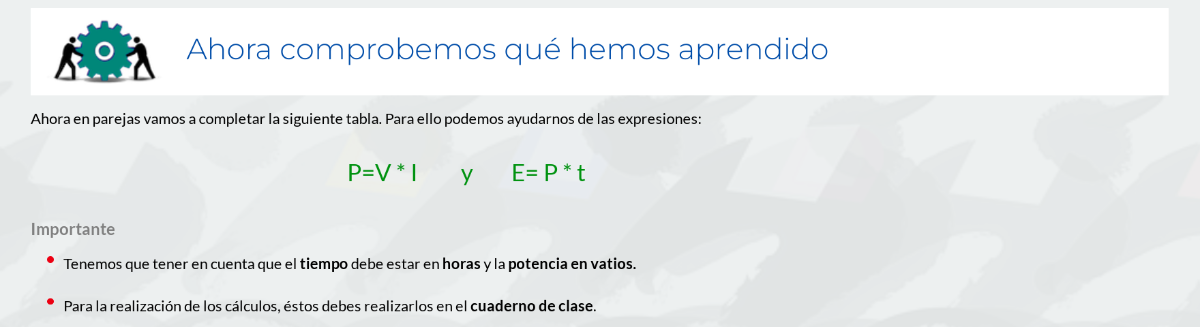 Ahora comprobemos qué hemos aprendido
Ahora en parejas vamos a completar la siguiente tabla. Para ello podemos ayudarnos de las expresiones:
P=V * I y E= P * t
Importante
Tenemos que tener en cuenta que el tiempo debe estar en horas y la potencia en vatios.
Para la realización de los cálculos, éstos debes realizarlos en el cuaderno de clase.